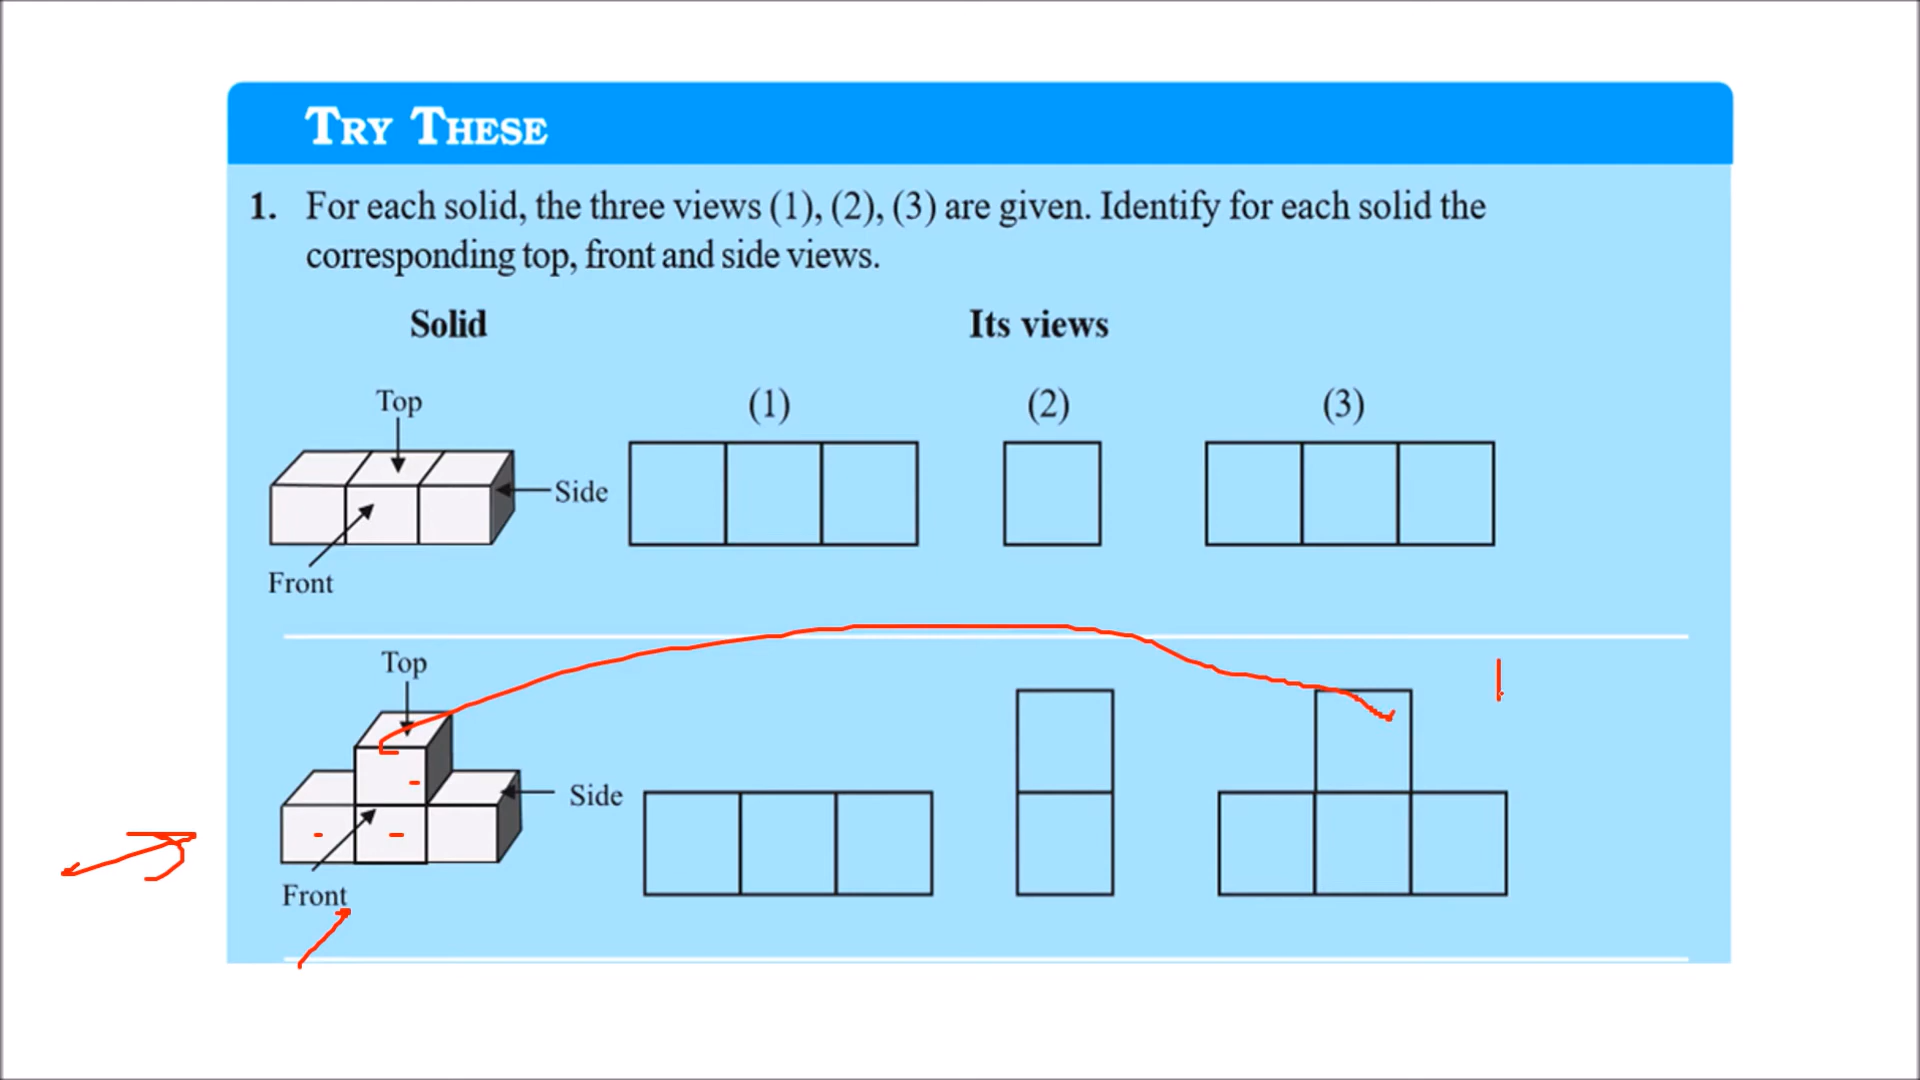 TRY THESE
1. For each solid, the three views (1), (2), (3) are given. Identify for each solid the
corresponding top, front and side views.
Solid Its views
Top (1) (2) (3)
Side
Front
Top
Side
Front